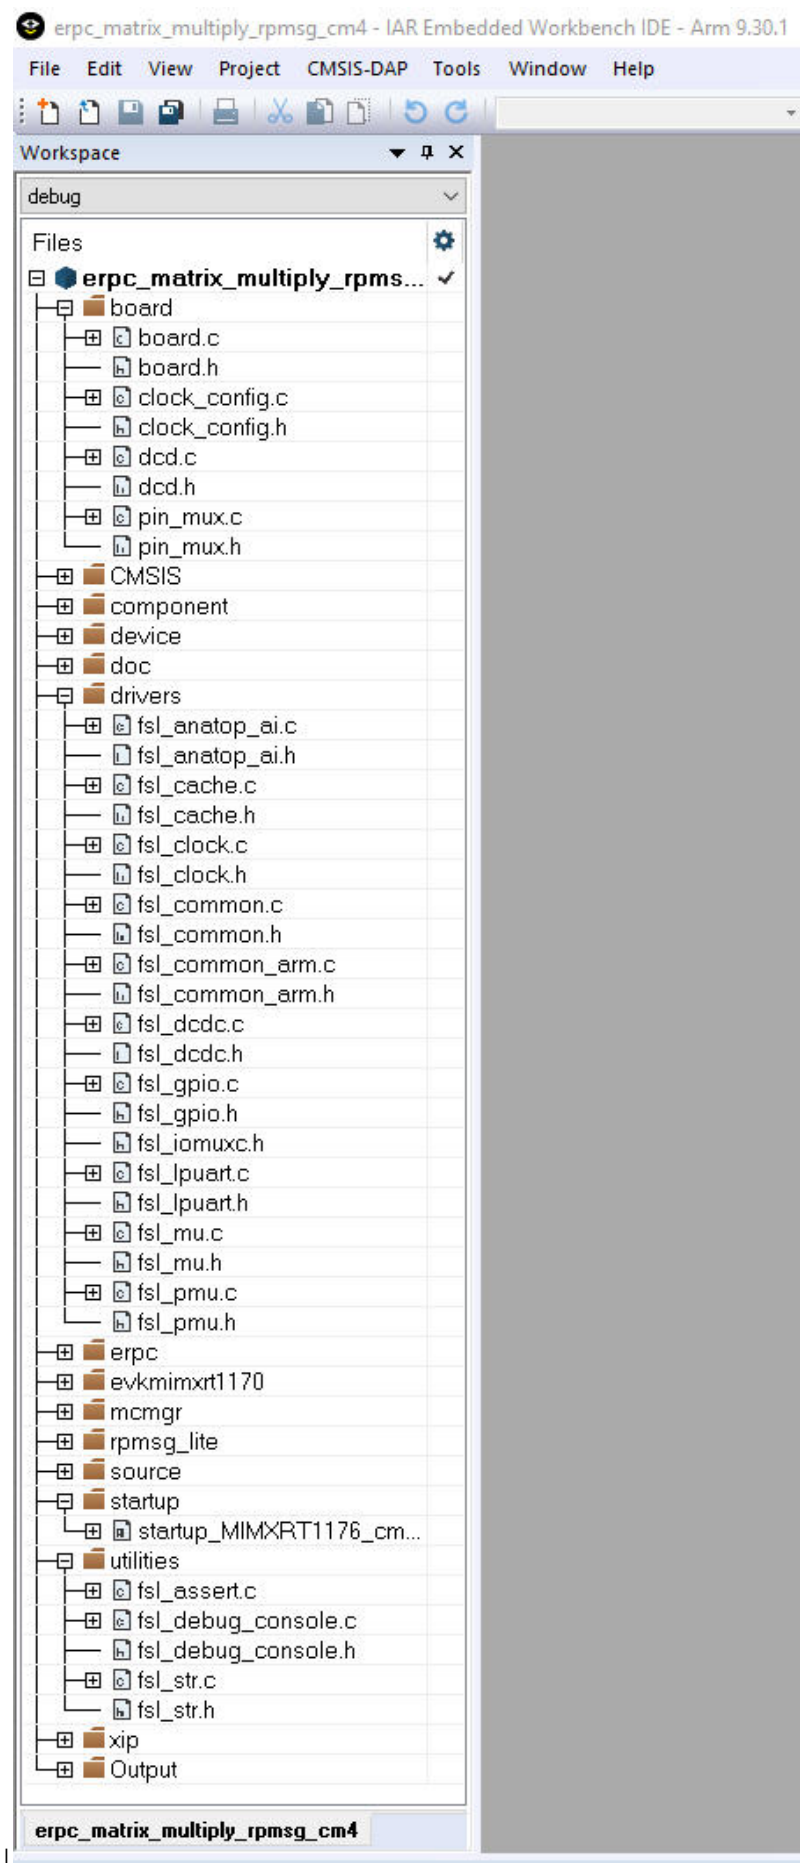 erpc_matrix_multiply_rpmsg_cm4 - IAR Embedded Workbench IDE - Arm 9.30.1
File Edit View Project CMSIS-DAP Tools Window Help
Workspace
debug
Files
erpc_matrix_multiply_rpms...
board
board.c
board.h
clock_config.c
clock_config.h
dcd.c
dcd.h
pin_mux.c
pin_mux.h
CMSIS
component
device
doc
drivers
fsl_anatop_ai.c
fsl_anatop_ai.h
fsl_cache.c
fsl_cache.h
fsl_clock.c
fsl_clock.h
fsl_common.c
fsl_common.h
fsl_common_arm.c
fsl_common_arm.h
fsl_dcdc.c
fsl_dcdc.h
fsl_gpio.c
fsl_gpio.h
fsl_iomuxc.h
fsl_lpuart.c
fsl_lpuart.h
fsl_mu.c
fsl_mu.h
fsl_pmu.c
fsl_pmu.h
erpc
evkmimxrt1170
mcmgr
rpmsg_lite
source
startup
startup_MIMXRT1176_cm...
utilities
fsl_assert.c
fsl_debug_console.c
fsl_debug_console.h
fsl_str.c
fsl_str.h
xip
Output
erpc_matrix_multiply_rpmsg_cm4